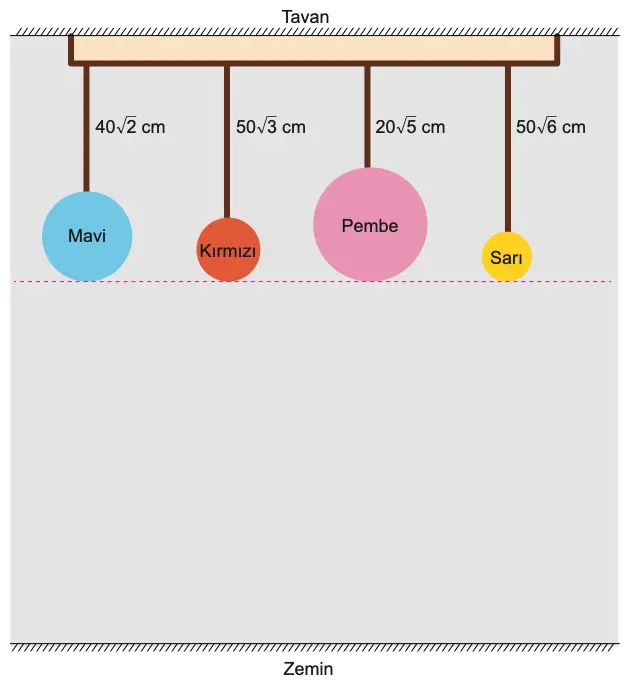 Tavan
40√2 cm
50√3 cm
20√5 cm
50√6 cm
Mavi
Kırmızı
Pembe
Sarı
Zemin